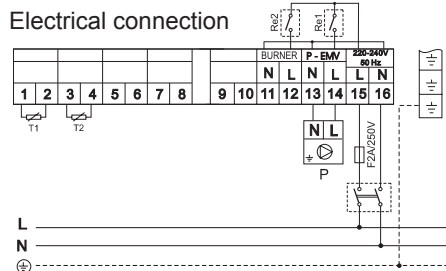 Electrical connection
Re2 Re1
BURNER P - EMV 220-240V 50 Hz
N L N L L N
1 2 3 4 5 6 7 8 9 10 11 12 13 14 15 16
T1 T2
N L
F2A/250V
P
L
N